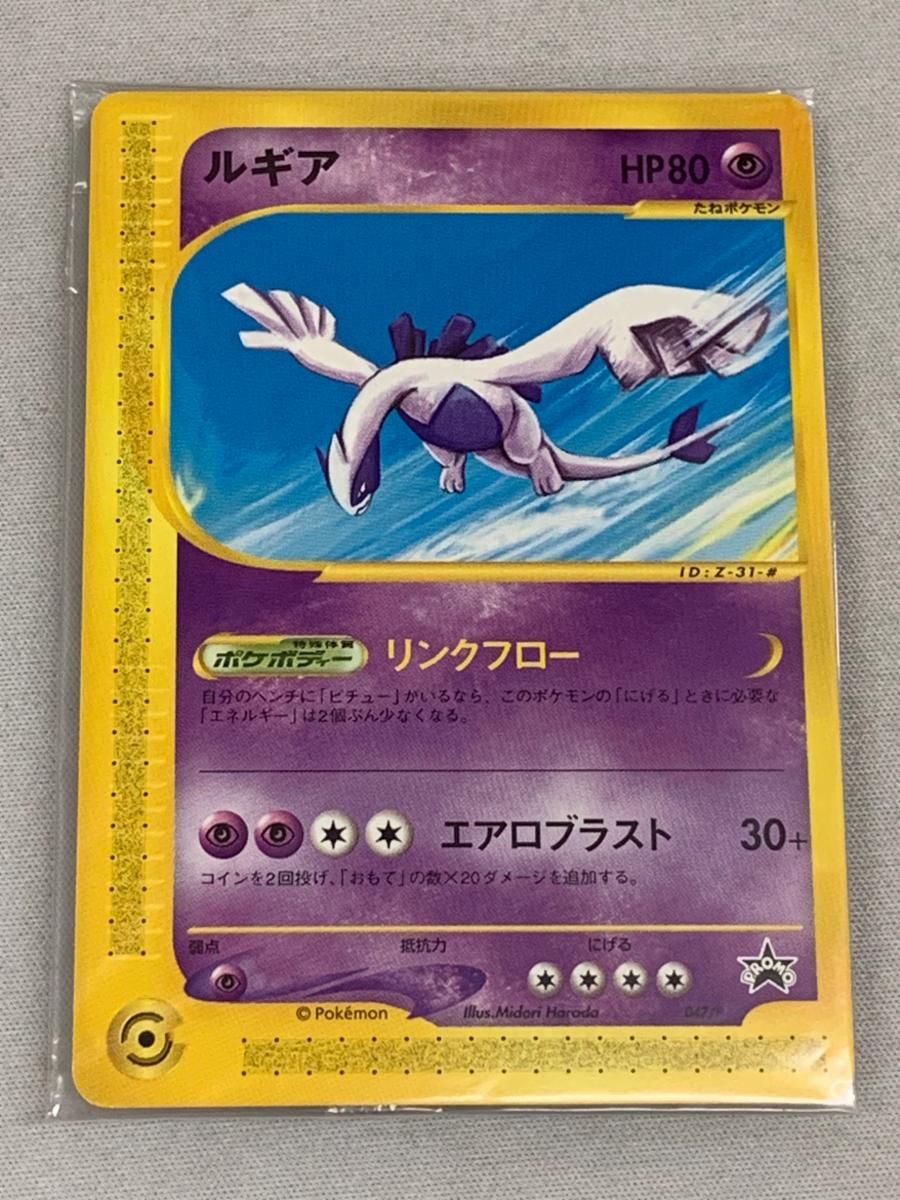 ルギア
HP80
たねポケモン
ID:Z-31-#
特殊体質
ポケボディー
リンクフロー
自分のベンチに「ピチュー」がいるなら、このポケモンの「にげる」ときに必要な
「エネルギー」は2個ぶん少なくなる。
エアロブラスト 30+
コインを2回投げ、「おもて」の数×20ダメージを追加する。
弱点 抵抗力 にげる
PROMO
©Pokémon Illus.Midori Harada 047/P